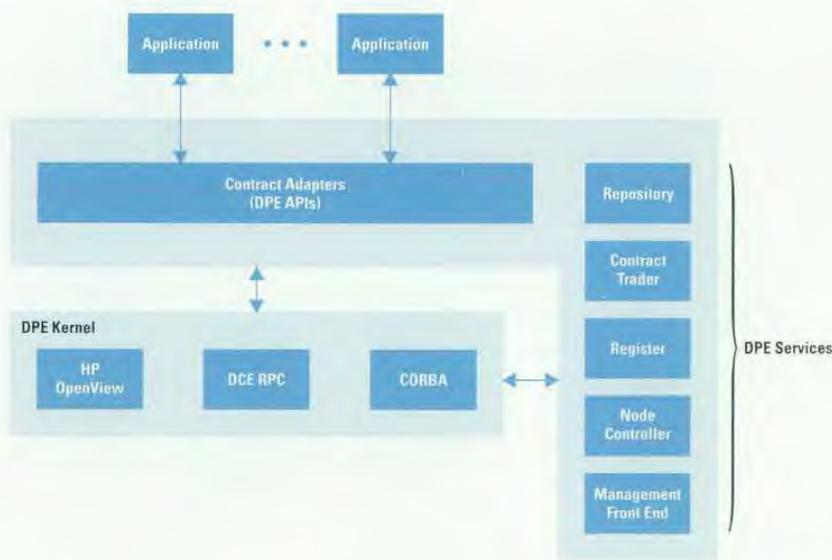 Application
• • •
Application
Contract Adapters
(DPE APIs)
Repository
Contract
Trader
DPE Kernel
HP
OpenView
DCE RPC
CORBA
Register
DPE Services
Node
Controller
Management
Front End